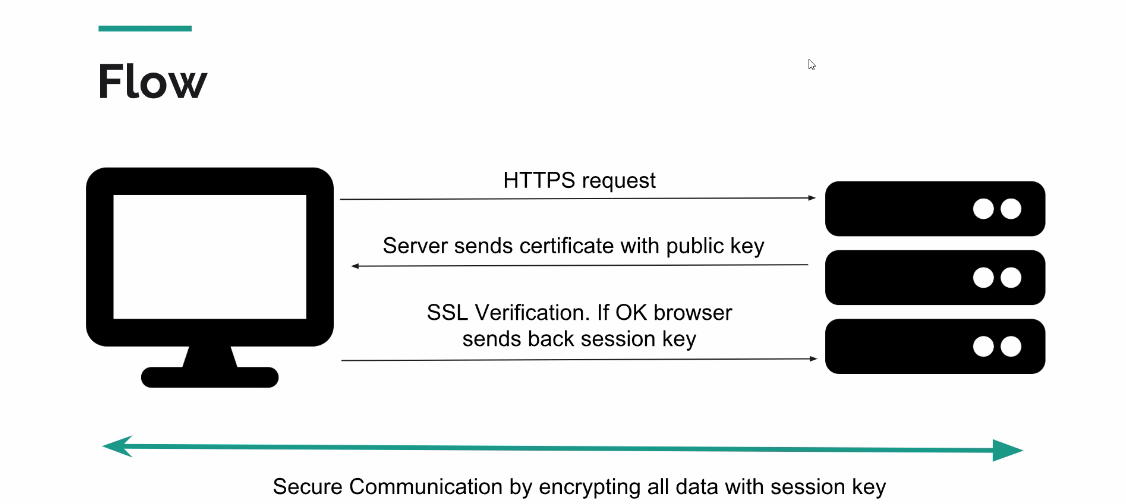 Flow
HTTPS request
Server sends certificate with public key
SSL Verification. If OK browser
sends back session key
Secure Communication by encrypting all data with session key